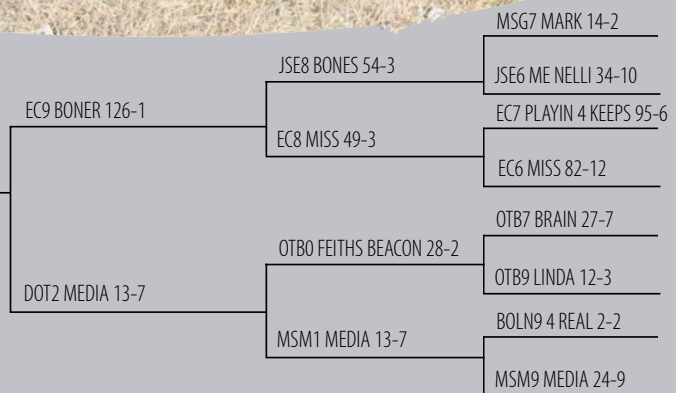 MSG7 MARK 14-2
JSE8 BONES 54-3
JSE6 ME NELLI 34-10
EC9 BONER 126-1
EC7 PLAYIN 4 KEEPS 95-6
EC8 MISS 49-3
EC6 MISS 82-12
OTB7 BRAIN 27-7
OTB0 FEITHS BEACON 28-2
OTB9 LINDA 12-3
DOT2 MEDIA 13-7
BOLN9 4 REAL 2-2
MSM1 MEDIA 13-7
MSM9 MEDIA 24-9